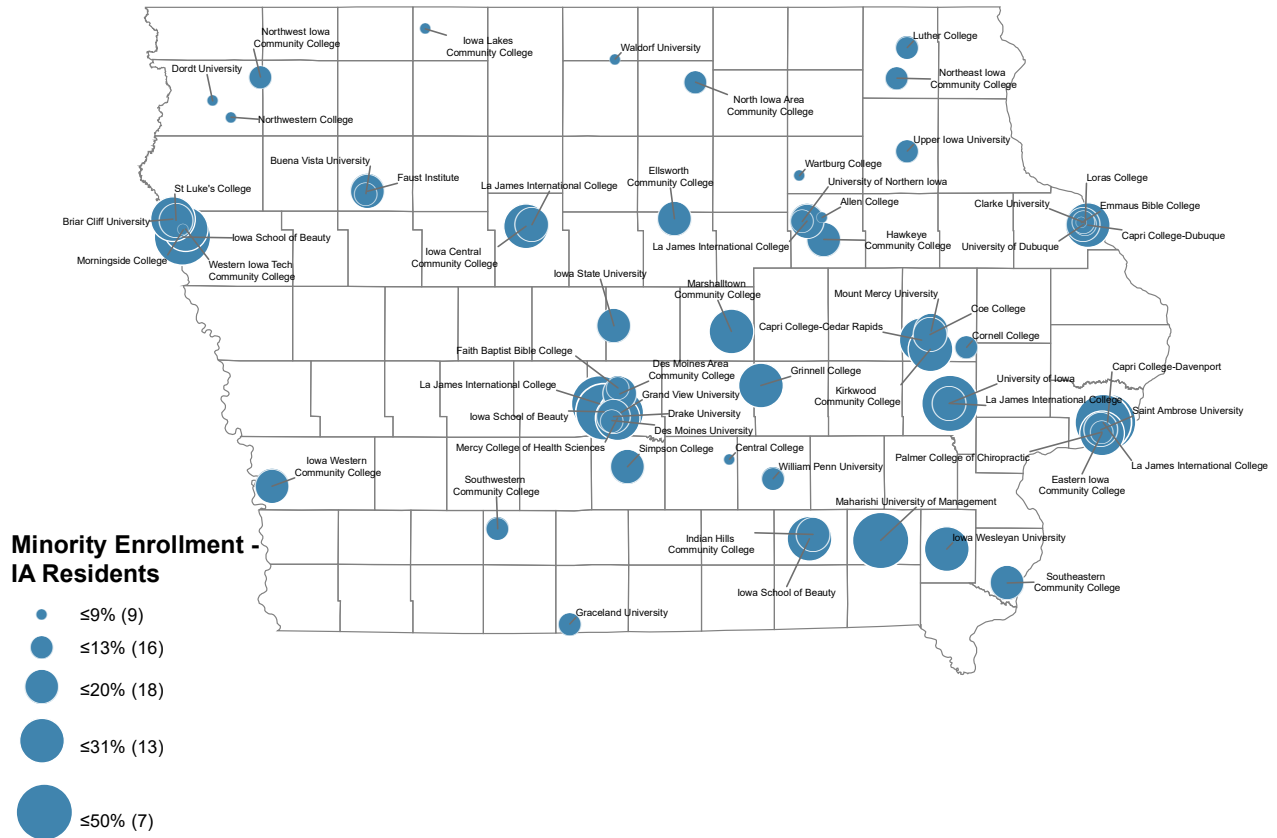 Northwest Iowa
Community College
Iowa Lakes
Community College
Waldorf University
Luther College
Dordt University
Northeast Iowa
Community College
North Iowa Area
Community College
Northwestern College
Upper Iowa University
Buena Vista University
Faust Institute
Ellsworth
Community College
Wartburg College
Loras College
St Luke's College
La James International College
University of Northern Iowa
Clarke University
Allen College
Emmaus Bible College
Briar Cliff University
Iowa School of Beauty
Hawkeye
Community College
Capri College-Dubuque
La James International College
University of Dubuque
Iowa Central
Community College
Morningside College
Western Iowa Tech
Community College
Iowa State University
Marshalltown
Community College
Mount Mercy University
Coe College
Capri College-Cedar Rapids
Cornell College
Faith Baptist Bible College
Des Moines Area
Community College
Grinnell College
Capri College-Davenport
La James International College
Kirkwood
Community College
University of Iowa
Grand View University
La James International College
Iowa School of Beauty
Drake University
Saint Ambrose University
Des Moines University
Mercy College of Health Sciences
Simpson College
Central College
Palmer College of Chiropractic
La James International College
Iowa Western
Community College
William Penn University
Eastern Iowa
Community College
Southwestern
Community College
Maharishi University of Management
Indian Hills
Community College
Iowa Wesleyan University
Iowa School of Beauty
Southeastern
Community College
Graceland University
Minority Enrollment -
IA Residents
≤9% (9)
≤13% (16)
≤20% (18)
≤31% (13)
≤50% (7)